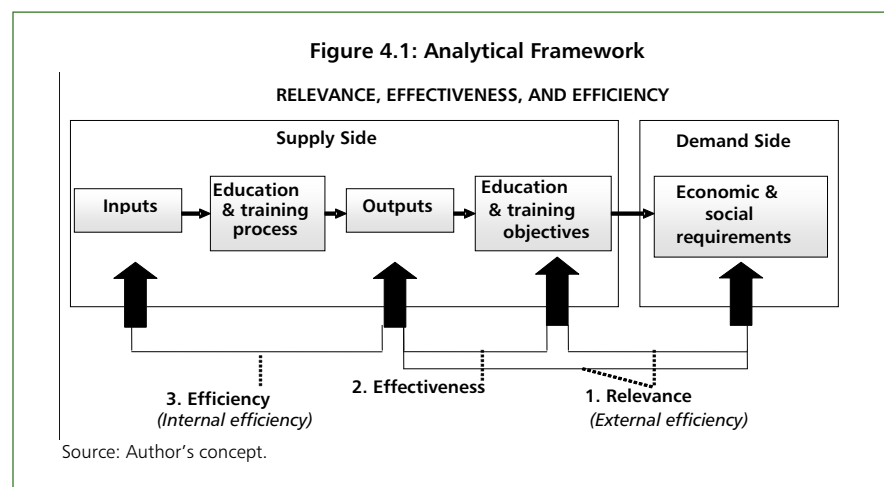 Figure 4.1: Analytical Framework
RELEVANCE, EFFECTIVENESS, AND EFFICIENCY
Supply Side
Demand Side
Inputs
Education
& training
process
Outputs
Education
& training
objectives
Economic &
social
requirements
3. Efficiency
(Internal efficiency)
2. Effectiveness
1. Relevance
(External efficiency)
Source: Author’s concept.